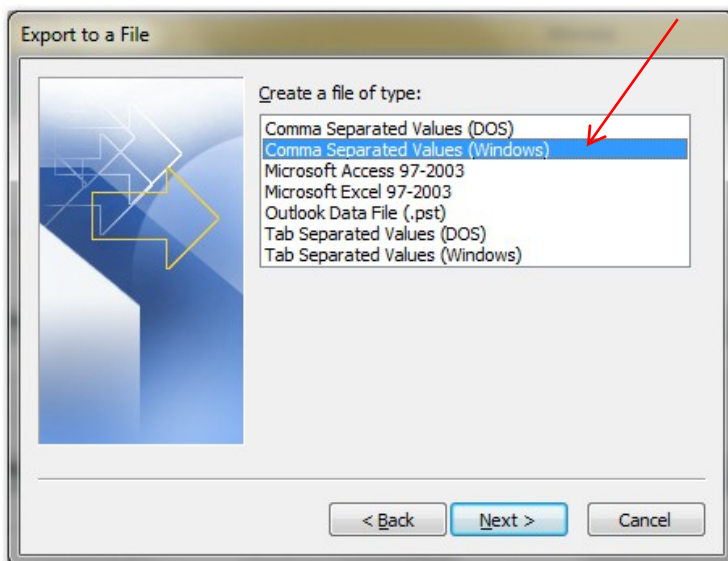 Export to a File
Create a file of type:
Comma Separated Values (DOS)
Comma Separated Values (Windows)
Microsoft Access 97-2003
Microsoft Excel 97-2003
Outlook Data File (.pst)
Tab Separated Values (DOS)
Tab Separated Values (Windows)
< Back
Next >
Cancel